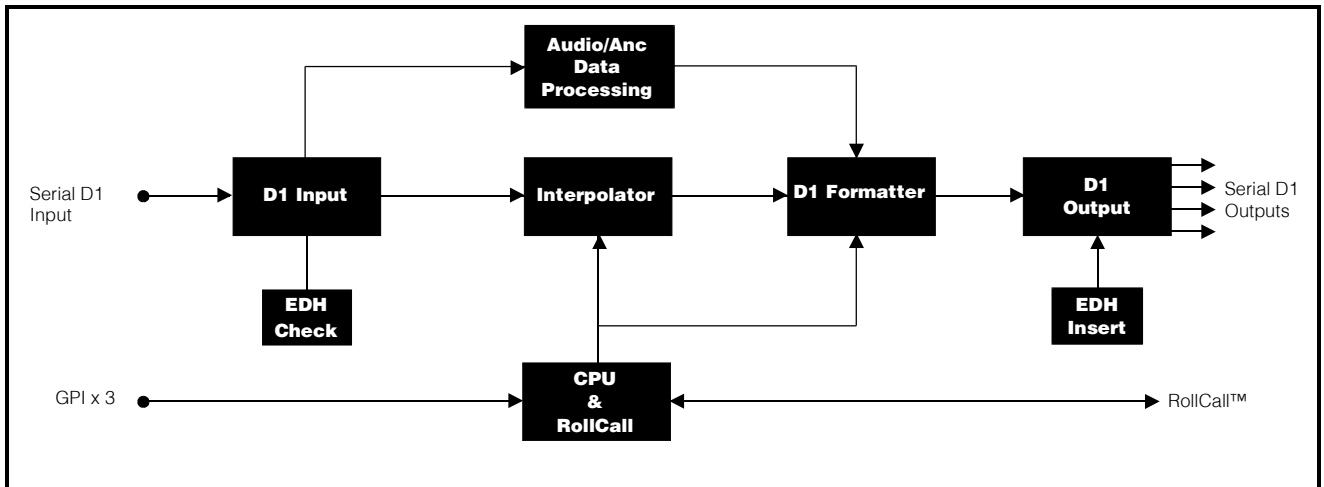 Audio/Anc
Data
Processing
Serial D1
Input
D1 Input
Interpolator
D1 Formatter
D1
Output
Serial D1
Outputs
EDH
Check
EDH
Insert
GPI x 3
CPU
&
RollCall
RollCall™